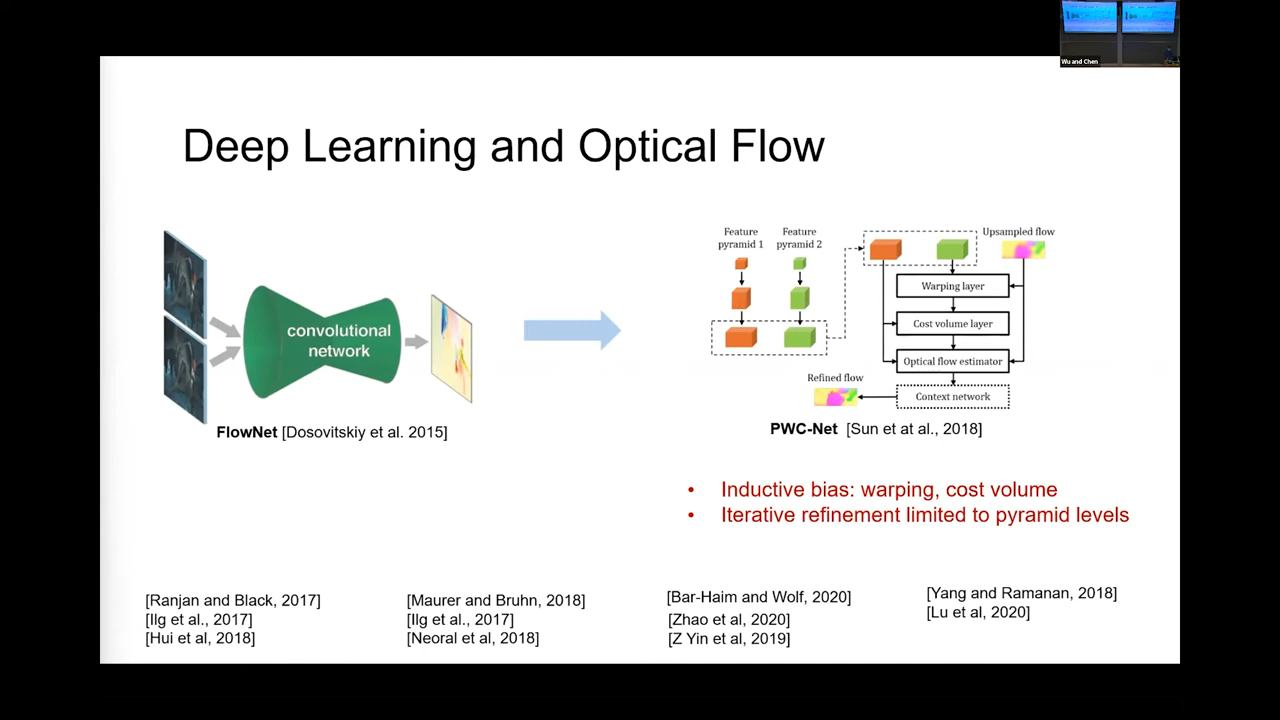 Wu and Chen
Deep Learning and Optical Flow
convolutional
network
FlowNet [Dosovitskiy et al. 2015]
Feature
pyramid 1
Feature
pyramid 2
Upsampled flow
Warping layer
Cost volume layer
Optical flow estimator
Context network
Refined flow
PWC-Net [Sun et at al., 2018]
• Inductive bias: warping, cost volume
• Iterative refinement limited to pyramid levels
[Ranjan and Black, 2017]
[Ilg et al., 2017]
[Hui et al, 2018]
[Maurer and Bruhn, 2018]
[Ilg et al., 2017]
[Neoral et al, 2018]
[Bar-Haim and Wolf, 2020]
[Zhao et al, 2020]
[Z Yin et al, 2019]
[Yang and Ramanan, 2018]
[Lu et al, 2020]